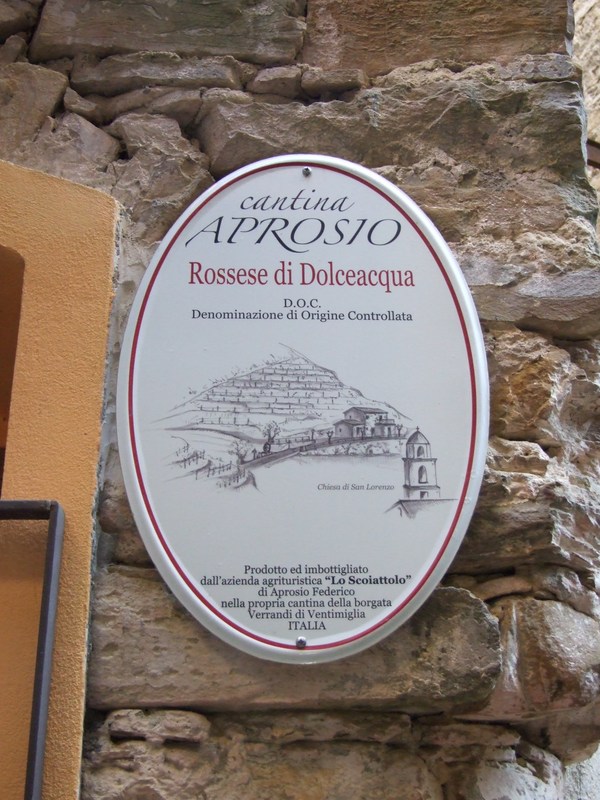 cantina
APROSIO
Rossese di Dolceacqua
D.O.C.
Denominazione di Origine Controllata
Chiesa di San Lorenzo
Prodotto ed imbottigliato
dall'azienda agrituristica "Lo Scoiattolo"
di Aprosio Federico
nella propria cantina della borgata
Verrandi di Ventimiglia
ITALIA